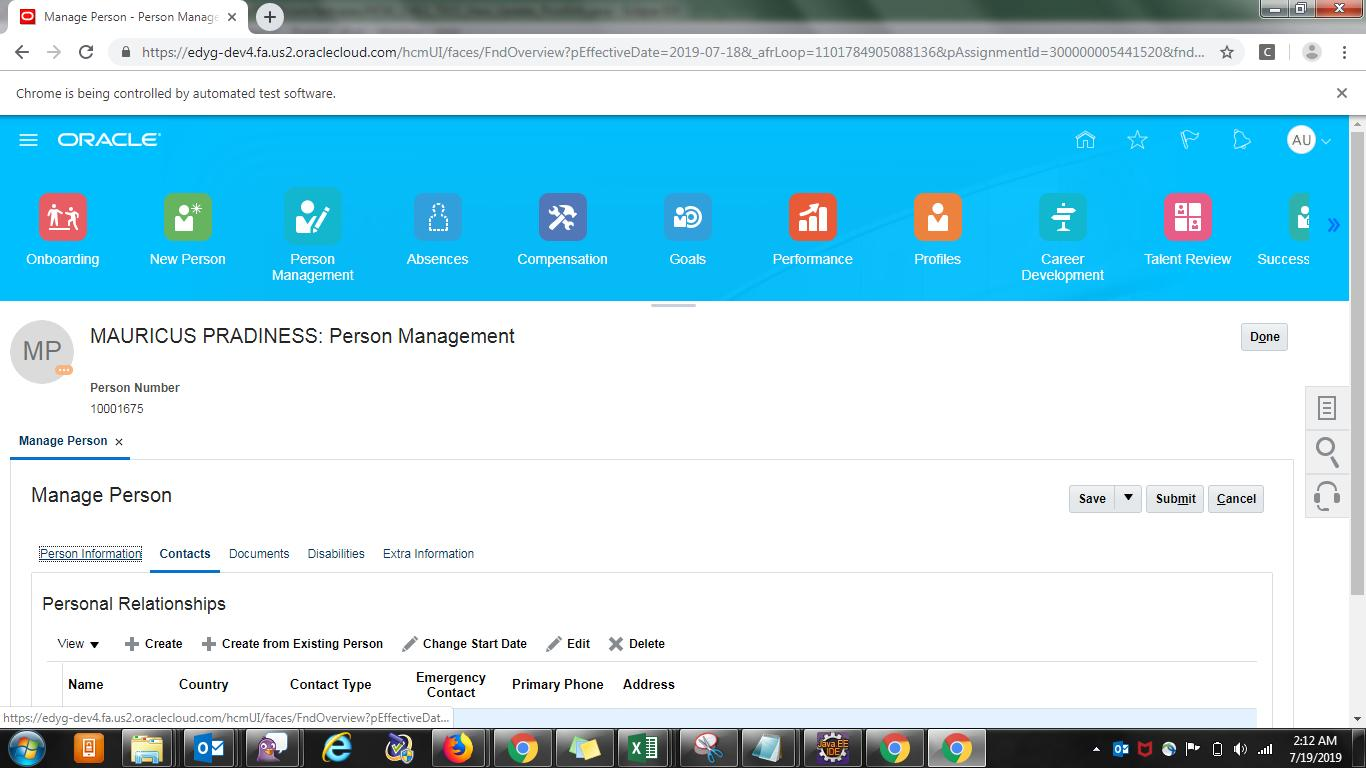 Manage Person - Person Manage
https://edyg-dev4.fa.us2.oraclecloud.com/hcmUI/faces/FndOverview?pEffectiveDate=2019-07-18&_afrLoop=1101784905088136&pAssignmentId=300000005441520&fnd...
C
Chrome is being controlled by automated test software.
ORACLE
AU
Onboarding
New Person
Person Management
Absences
Compensation
Goals
Performance
Profiles
Career Development
Talent Review
Success
MP
MAURICUS PRADINESS: Person Management
Done
Person Number
10001675
Manage Person
Manage Person
Save
Submit
Cancel
Person Information
Contacts
Documents
Disabilities
Extra Information
Personal Relationships
View
Create
Create from Existing Person
Change Start Date
Edit
Delete
Name
Country
Contact Type
Emergency Contact
Primary Phone
Address
https://edyg-dev4.fa.us2.oraclecloud.com/hcmUI/faces/FndOverview?pEffectiveDat...
Java EE
IDE
2:12 AM
7/19/2019